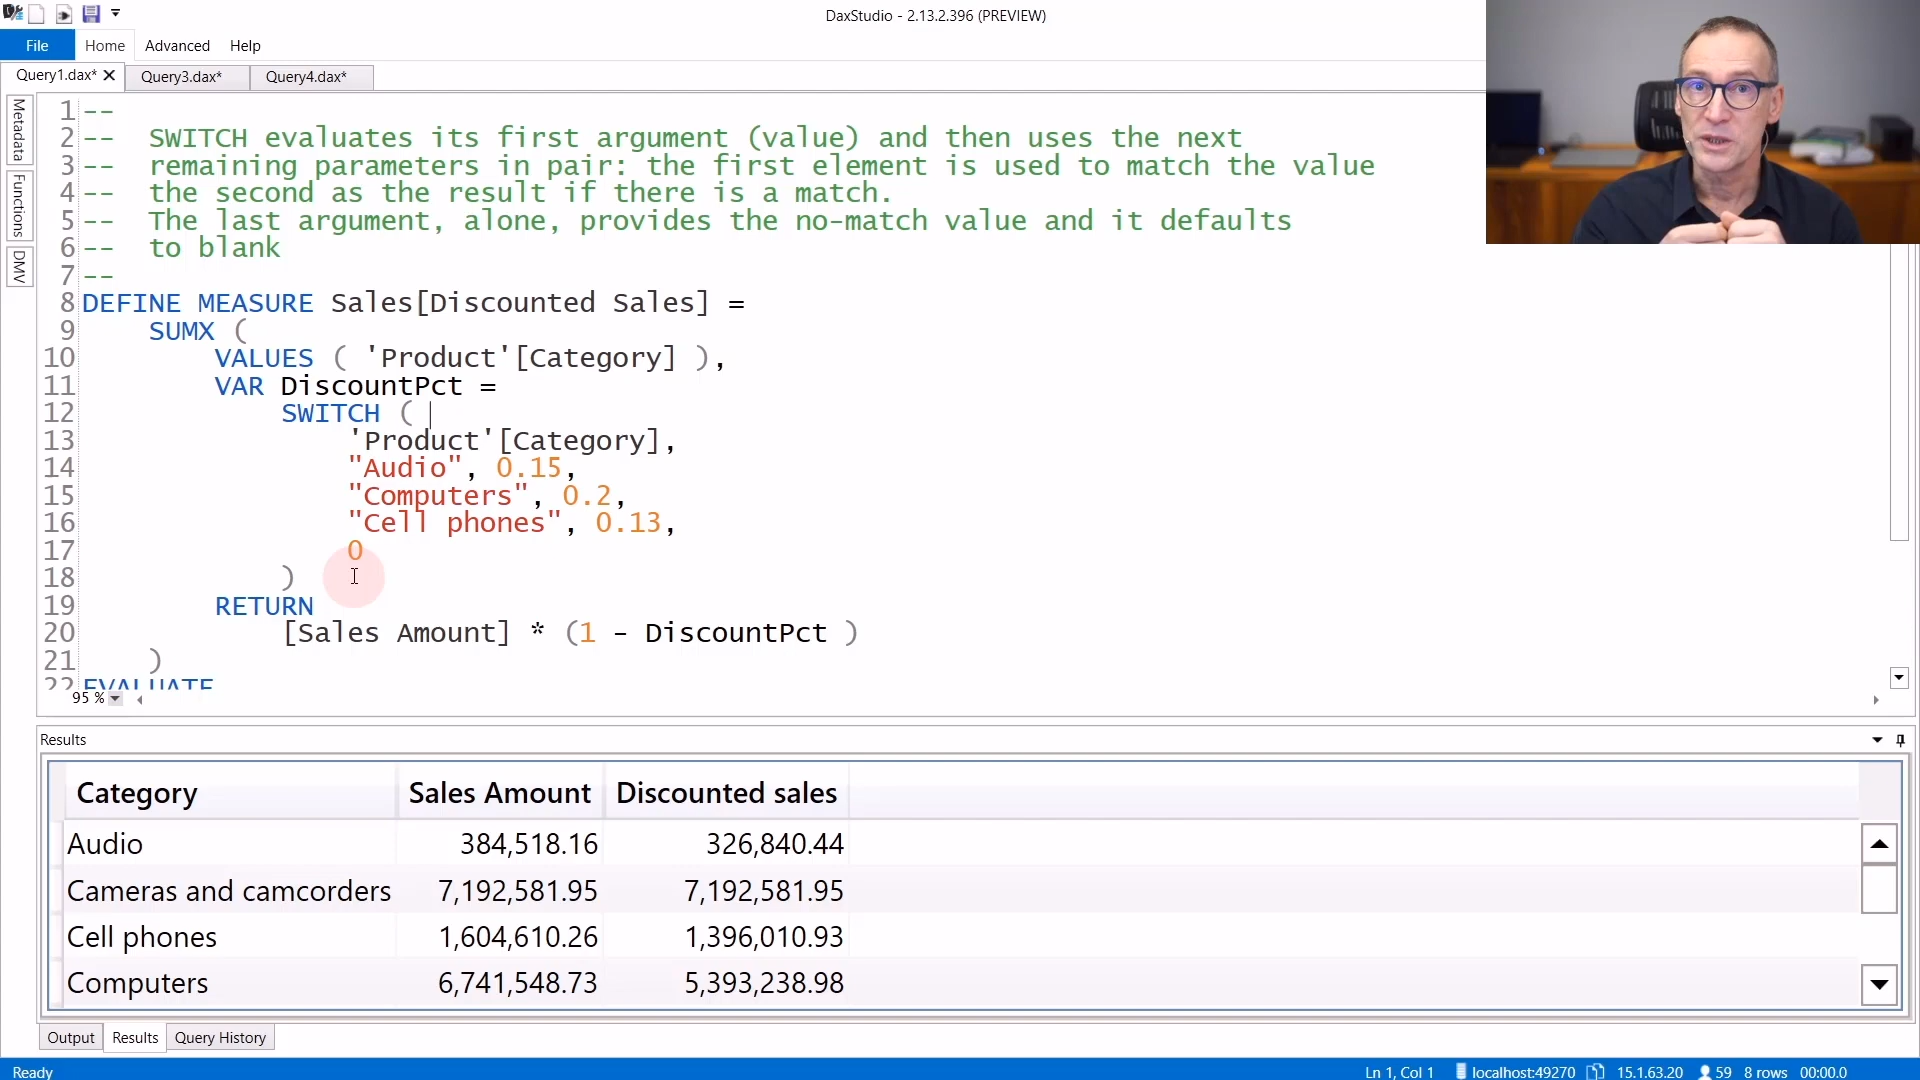 DaxStudio - 2.13.2.396 (PREVIEW)
File Home Advanced Help
Query1.dax* Query3.dax* Query4.dax*
Metadata
Functions
DMV
1 --
2 -- SWITCH evaluates its first argument (value) and then uses the next
3 -- remaining parameters in pair: the first element is used to match the value
4 -- the second as the result if there is a match.
5 -- The last argument, alone, provides the no-match value and it defaults
6 -- to blank
7 --
8 DEFINE MEASURE Sales[Discounted Sales] =
9 SUMX (
10 VALUES ( 'Product'[Category] ),
11 VAR DiscountPct =
12 SWITCH (
13 'Product'[Category],
14 "Audio", 0.15,
15 "Computers", 0.2,
16 "Cell phones", 0.13,
17 0
18 )
19 RETURN
20 [Sales Amount] * (1 - DiscountPct )
21 )
22 EVALUATE
95 %
Results
Category Sales Amount Discounted sales
Audio 384,518.16 326,840.44
Cameras and camcorders 7,192,581.95 7,192,581.95
Cell phones 1,604,610.26 1,396,010.93
Computers 6,741,548.73 5,393,238.98
Output Results Query History
Ready Ln 1, Col 1 localhost:49270 15.1.63.20 59 8 rows 00:00.0